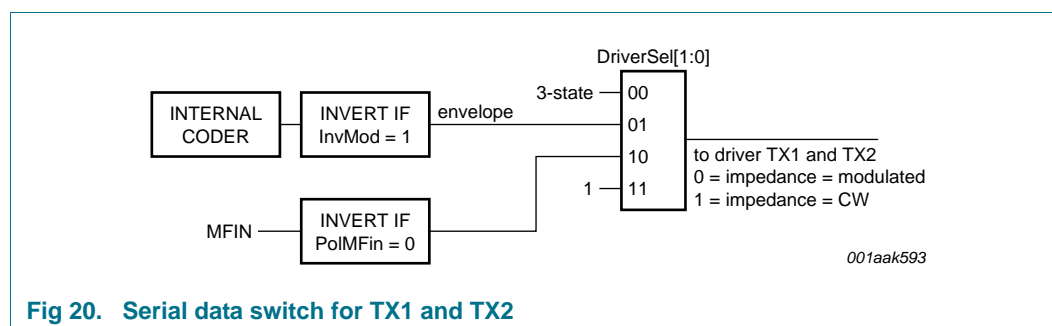 DriverSel[1:0]
3-state
00
INTERNAL
CODER
INVERT IF
InvMod = 1
envelope
01
10
to driver TX1 and TX2
0 = impedance = modulated
1 = impedance = CW
1
11
MFIN
INVERT IF
PolMFin = 0
001aak593
Fig 20. Serial data switch for TX1 and TX2